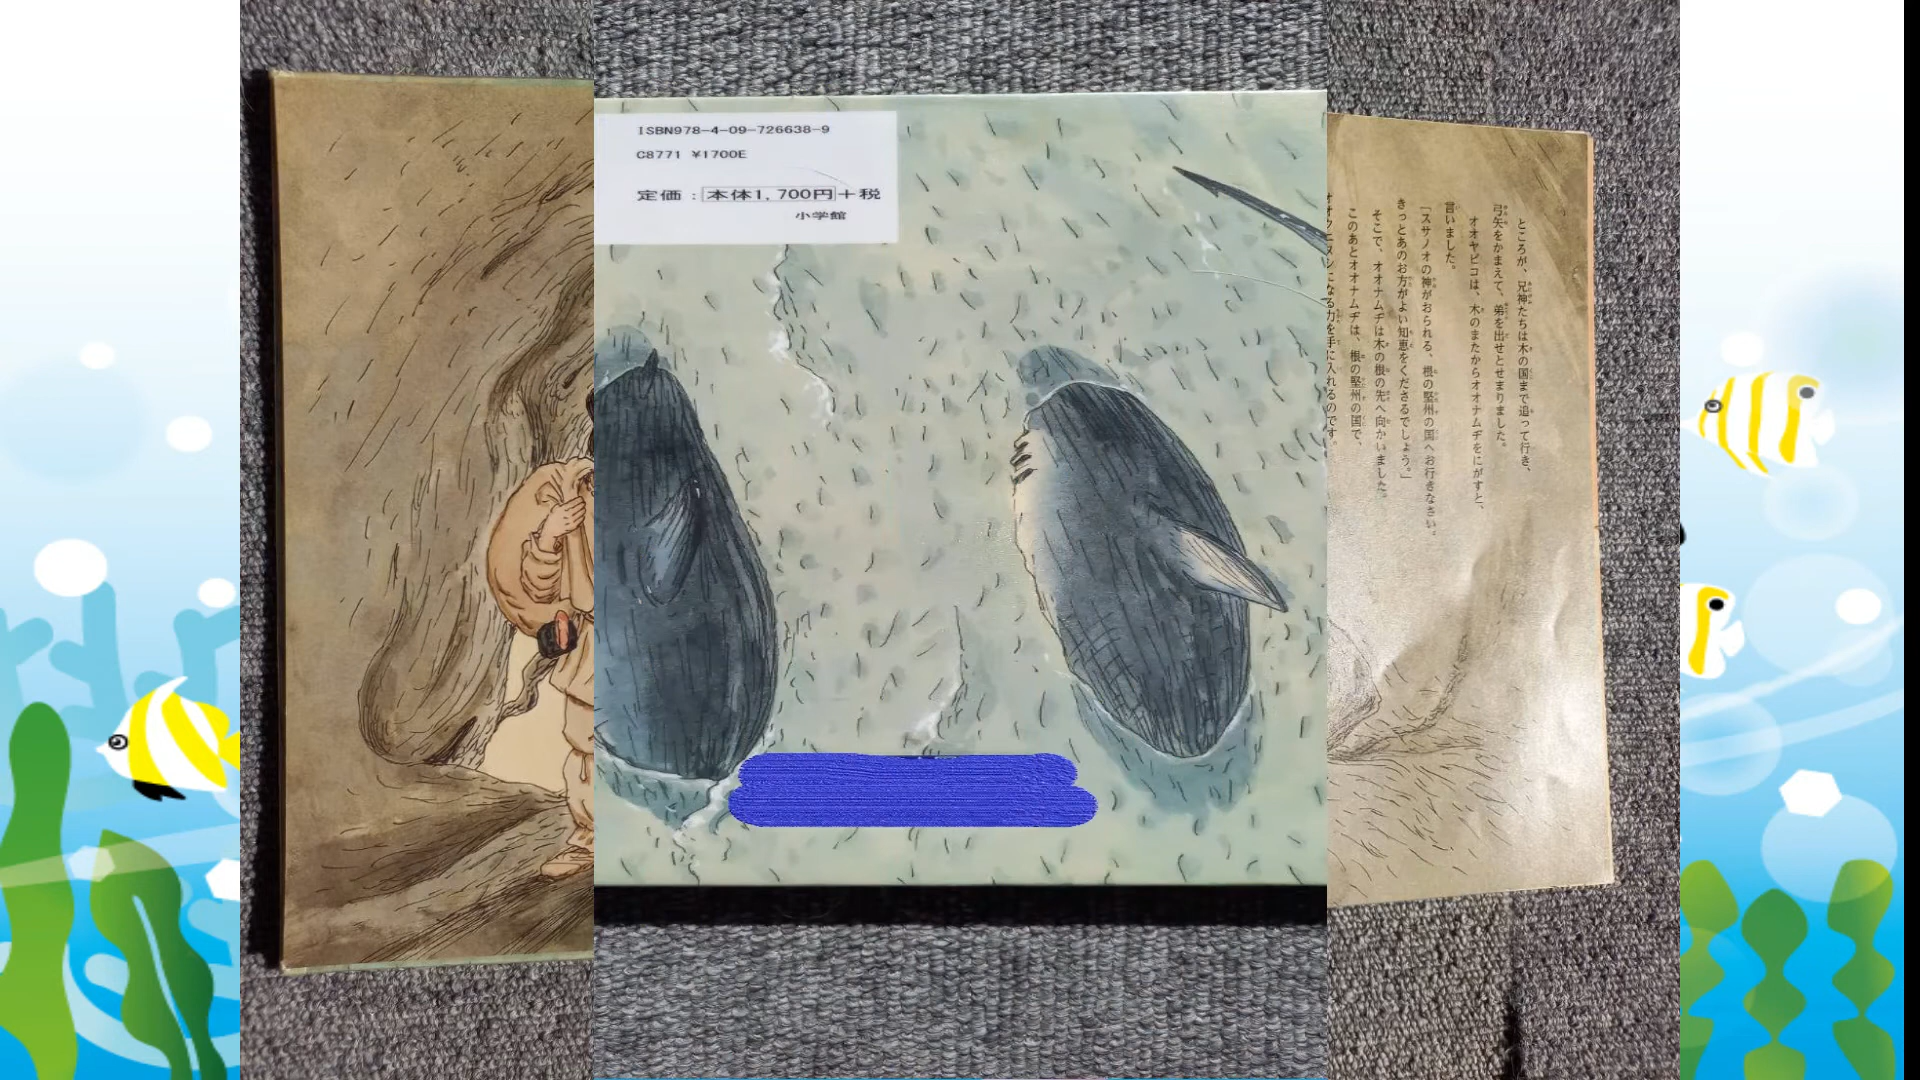 ISBN978-4-09-726638-9
C8771 ¥1700E
定価：本体1,700円＋税
小学館
ところが、兄神たちは木の国まで追って行き、
弓矢をかまえて、弟を出せとせまりました。
オオヤビコは、木のまたからオオナムヂをにがすと、
言いました。
「スサノオの神がおられる、根の堅州の国へお行きなさい。
きっとあのお方がよい知恵をくださるでしょう。」
そこで、オオナムヂは木の根の先へ向かいました。
このあとオオナムヂは、根の堅州の国で、
オオクニヌシになる力を手に入れるのです。